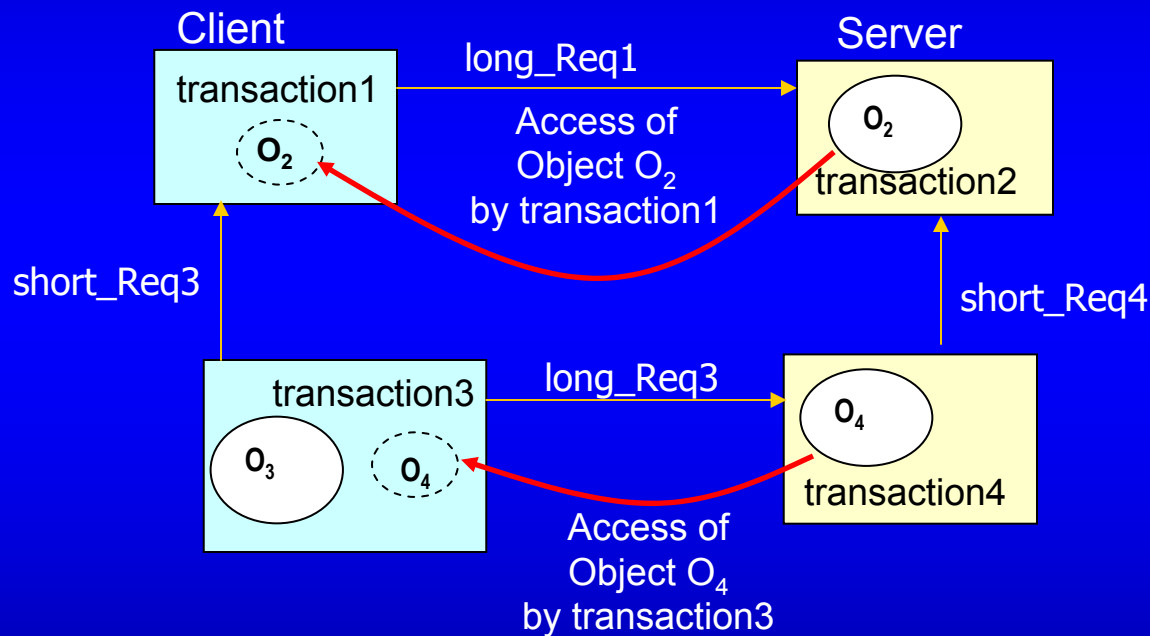 Client
Server
long_Req1
transaction1
O₂
Access of
Object O₂
by transaction1
O₂
transaction2
short_Req3
short_Req4
transaction3
long_Req3
O₃
O₄
O₄
transaction4
Access of
Object O₄
by transaction3